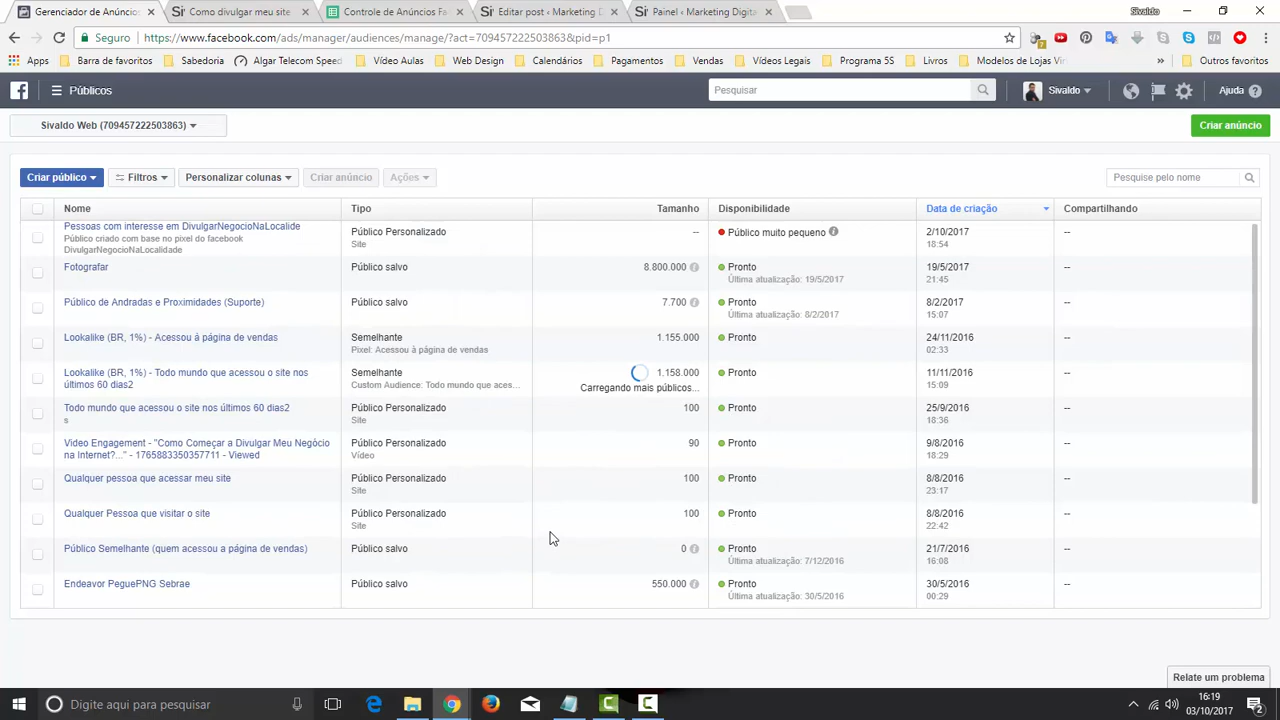 Gerenciador de Anúncios
Como divulgar meu site
Controle de Anúncios Fa
Editar post ‹ Marketing D
Painel ‹ Marketing Digita
Sivaldo
Seguro
https://www.facebook.com/ads/manager/audiences/manage/?act=709457222503863&pid=p1
7
Apps
Barra de favoritos
Sabedoria
Algar Telecom Speed
Vídeo Aulas
Web Design
Calendários
Pagamentos
Vendas
Vídeos Legais
Programa 5S
Livros
Modelos de Lojas Vir
»
Outros favoritos
Públicos
Pesquisar
Sivaldo
Ajuda
Sivaldo Web (709457222503863)
Criar anúncio
Criar público
Filtros
Personalizar colunas
Criar anúncio
Ações
Pesquise pelo nome
Nome
Tipo
Tamanho
Disponibilidade
Data de criação
Compartilhando
Pessoas com interesse em DivulgarNegocioNaLocalide
Público criado com base no pixel do facebook
DivulgarNegocioNaLocalidade
Público Personalizado
Site
--
Público muito pequeno
2/10/2017
18:54
--
Fotografar
Público salvo
8.800.000
Pronto
Última atualização: 19/5/2017
19/5/2017
21:45
--
Público de Andradas e Proximidades (Suporte)
Público salvo
7.700
Pronto
Última atualização: 8/2/2017
8/2/2017
15:07
--
Lookalike (BR, 1%) - Acessou à página de vendas
Semelhante
Pixel: Acessou à página de vendas
1.155.000
Pronto
24/11/2016
02:33
--
Lookalike (BR, 1%) - Todo mundo que acessou o site nos
últimos 60 dias2
Semelhante
Custom Audience: Todo mundo que aces...
1.158.000
Carregando mais públicos...
Pronto
11/11/2016
15:09
--
Todo mundo que acessou o site nos últimos 60 dias2
s
Público Personalizado
Site
100
Pronto
25/9/2016
18:36
--
Video Engagement - "Como Começar a Divulgar Meu Negócio
na Internet?..." - 1765883350357711 - Viewed
Público Personalizado
Vídeo
90
Pronto
9/8/2016
18:29
--
Qualquer pessoa que acessar meu site
Público Personalizado
Site
100
Pronto
8/8/2016
23:17
--
Qualquer Pessoa que visitar o site
Público Personalizado
Site
100
Pronto
8/8/2016
22:42
--
Público Semelhante (quem acessou a página de vendas)
Público salvo
0
Pronto
Última atualização: 7/12/2016
21/7/2016
16:08
--
Endeavor PeguePNG Sebrae
Público salvo
550.000
Pronto
Última atualização: 30/5/2016
30/5/2016
00:29
--
Relate um problema
Digite aqui para pesquisar
16:19
03/10/2017
2